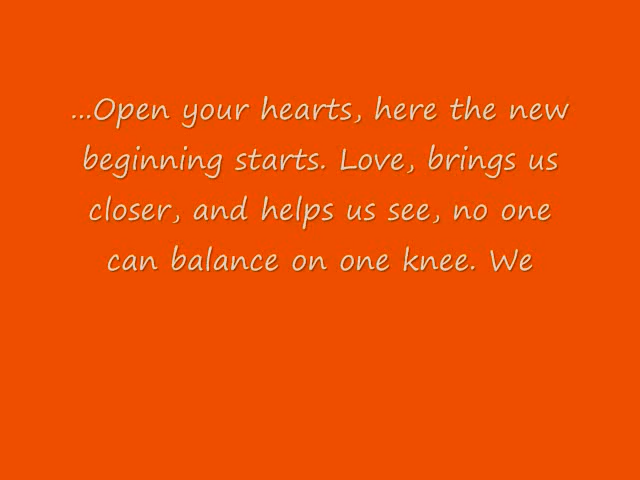 ...Open your hearts, here the new
beginning starts. Love, brings us
closer, and helps us see, no one
can balance on one knee. We